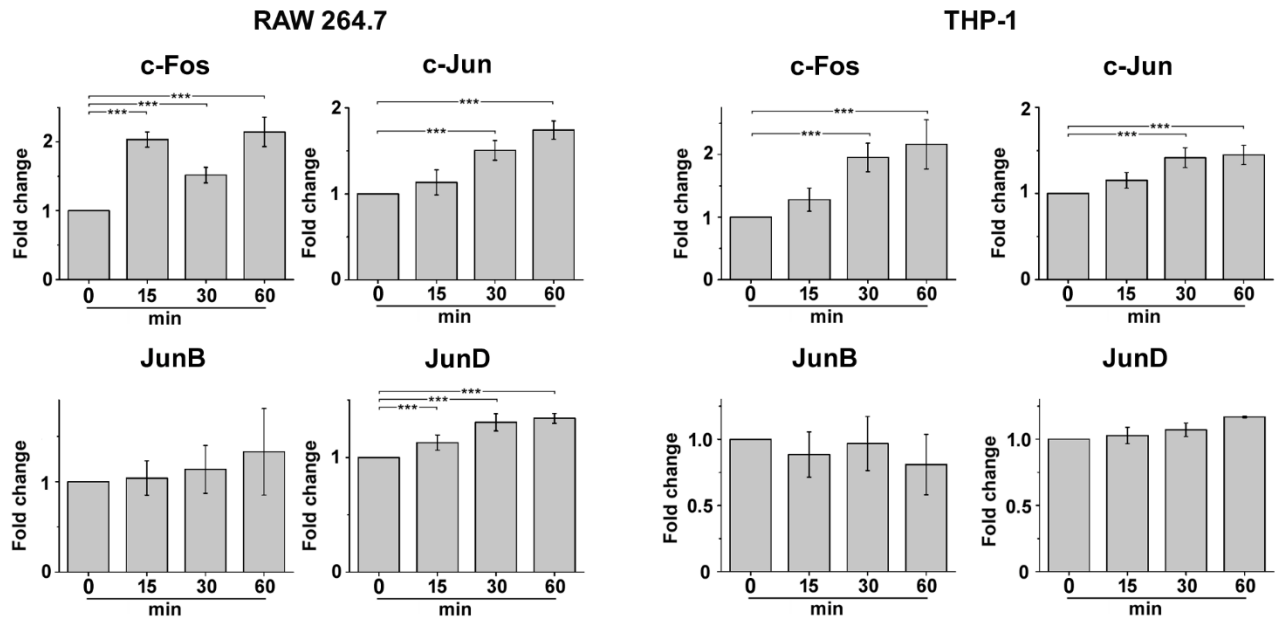 RAW 264.7
THP-1
c-Fos
*** 
***
***
Fold change
2
1
0
0 15 30 60
min
c-Jun
***
***
Fold change
2
1
0
0 15 30 60
min
c-Fos
***
***
Fold change
2
1
0
0 15 30 60
min
c-Jun
***
***
Fold change
2
1
0
0 15 30 60
min
JunB
Fold change
1
0
0 15 30 60
min
JunD
***
***
***
Fold change
1
0
0 15 30 60
min
JunB
Fold change
1.0
0.5
0
0 15 30 60
min
JunD
Fold change
1.0
0.5
0
0 15 30 60
min